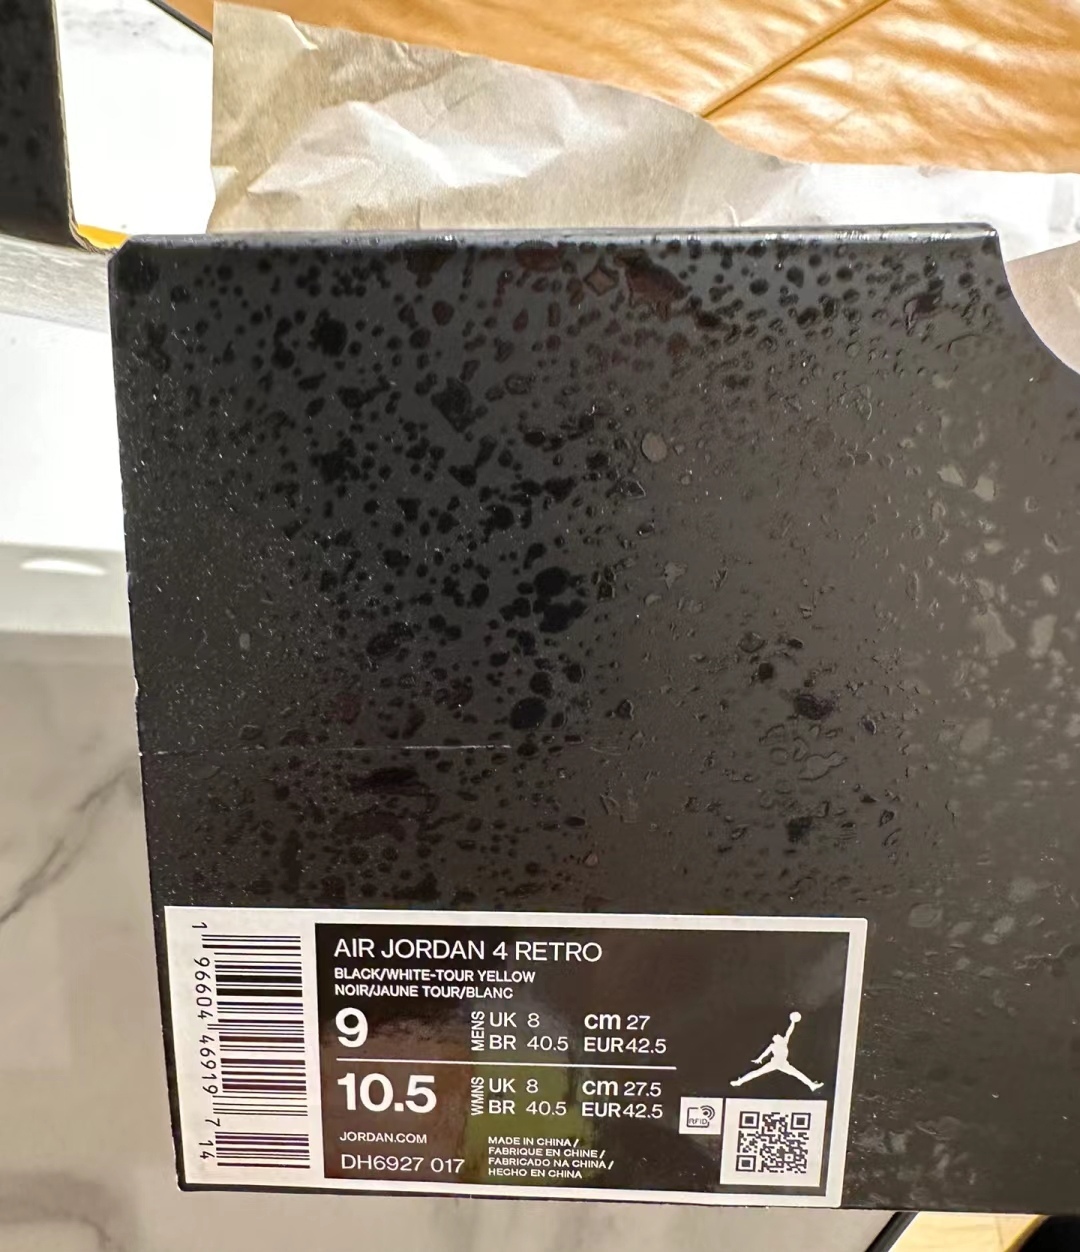 AIR JORDAN 4 RETRO
BLACK/WHITE-TOUR YELLOW
NOIR/JAUNE TOUR/BLANC
9 MENS UK 8 cm 27
BR 40.5 EUR 42.5
10.5 WMNS UK 8 cm 27.5
BR 40.5 EUR 42.5
RFID
JORDAN.COM
DH6927 017
MADE IN CHINA /
FABRIQUE EN CHINE /
FABRICADO NA CHINA /
HECHO EN CHINA
1 96604 46919 7 14